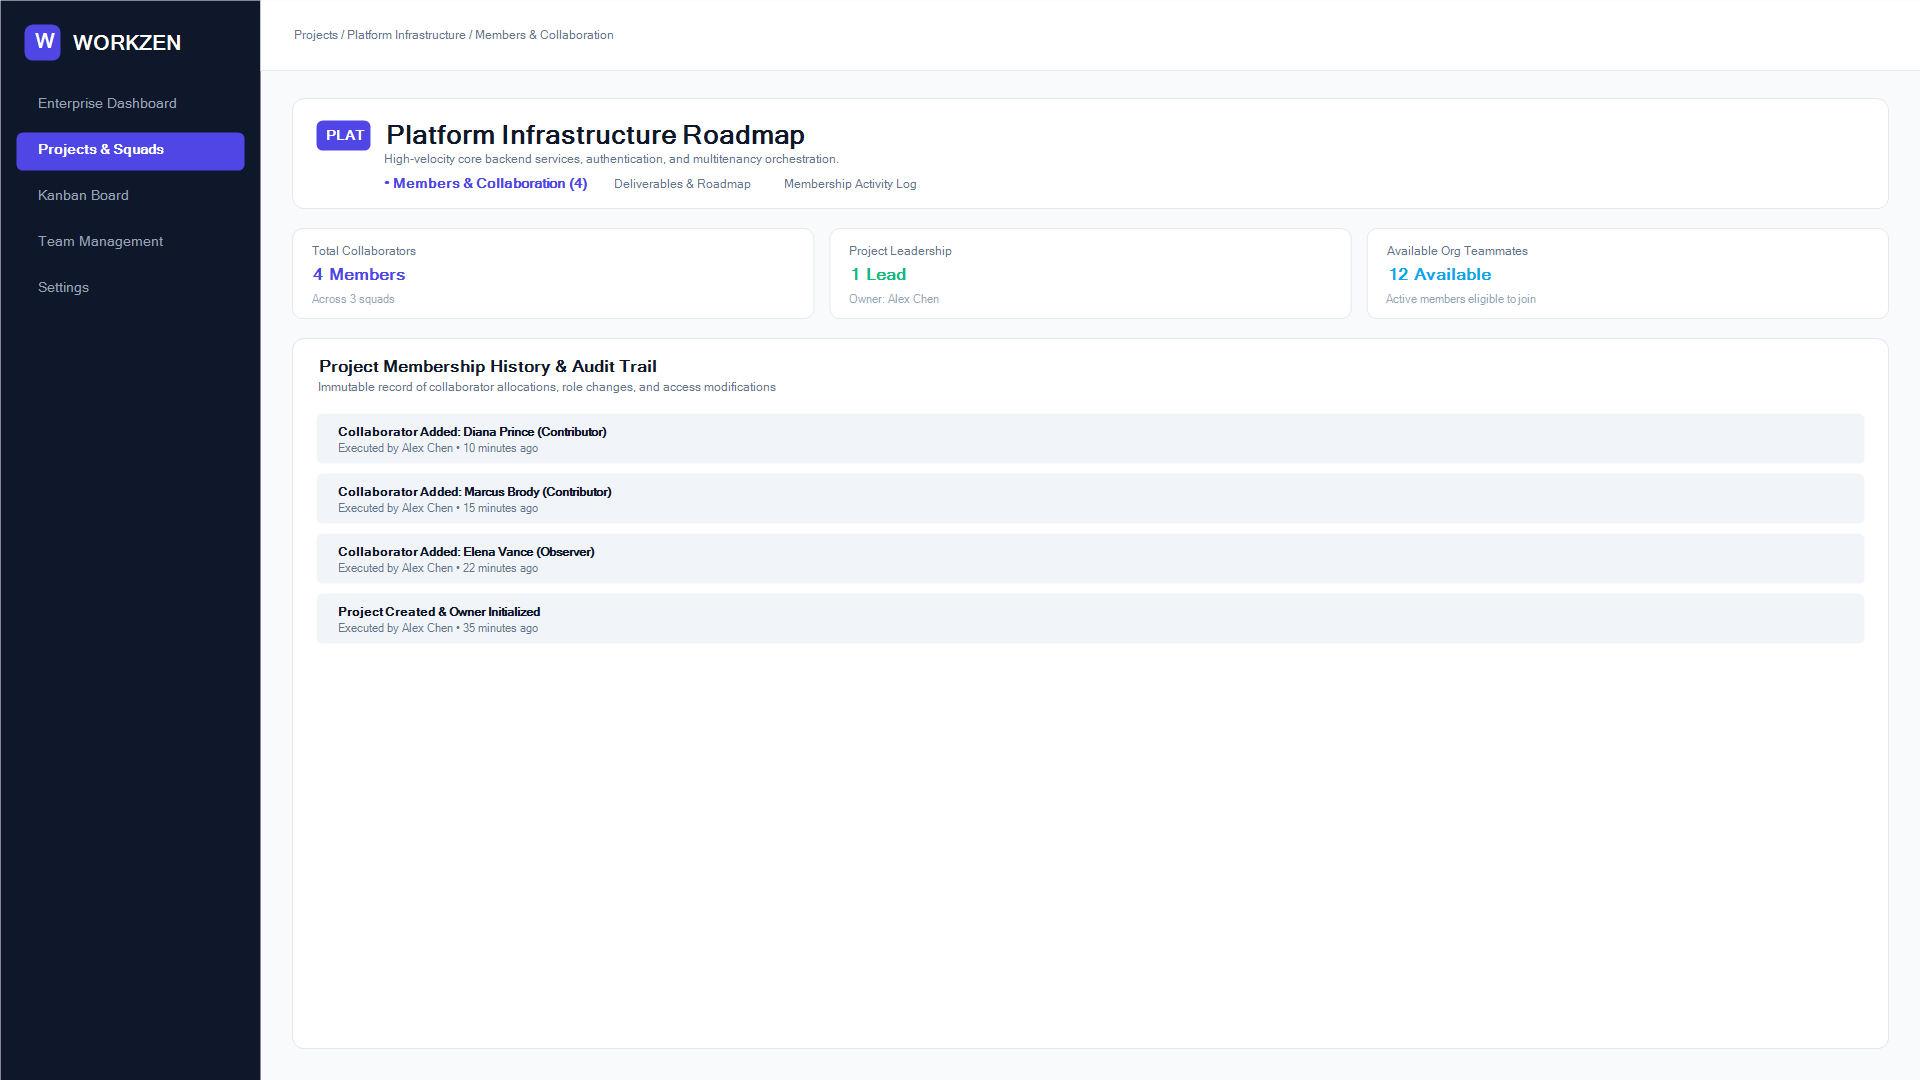 W WORKZEN
Enterprise Dashboard
Projects & Squads
Kanban Board
Team Management
Settings
Projects / Platform Infrastructure / Members & Collaboration
PLAT Platform Infrastructure Roadmap
High-velocity core backend services, authentication, and multitenancy orchestration.
• Members & Collaboration (4) Deliverables & Roadmap Membership Activity Log
Total Collaborators
4 Members
Across 3 squads
Project Leadership
1 Lead
Owner: Alex Chen
Available Org Teammates
12 Available
Active members eligible to join
Project Membership History & Audit Trail
Immutable record of collaborator allocations, role changes, and access modifications
Collaborator Added: Diana Prince (Contributor)
Executed by Alex Chen • 10 minutes ago
Collaborator Added: Marcus Brody (Contributor)
Executed by Alex Chen • 15 minutes ago
Collaborator Added: Elena Vance (Observer)
Executed by Alex Chen • 22 minutes ago
Project Created & Owner Initialized
Executed by Alex Chen • 35 minutes ago